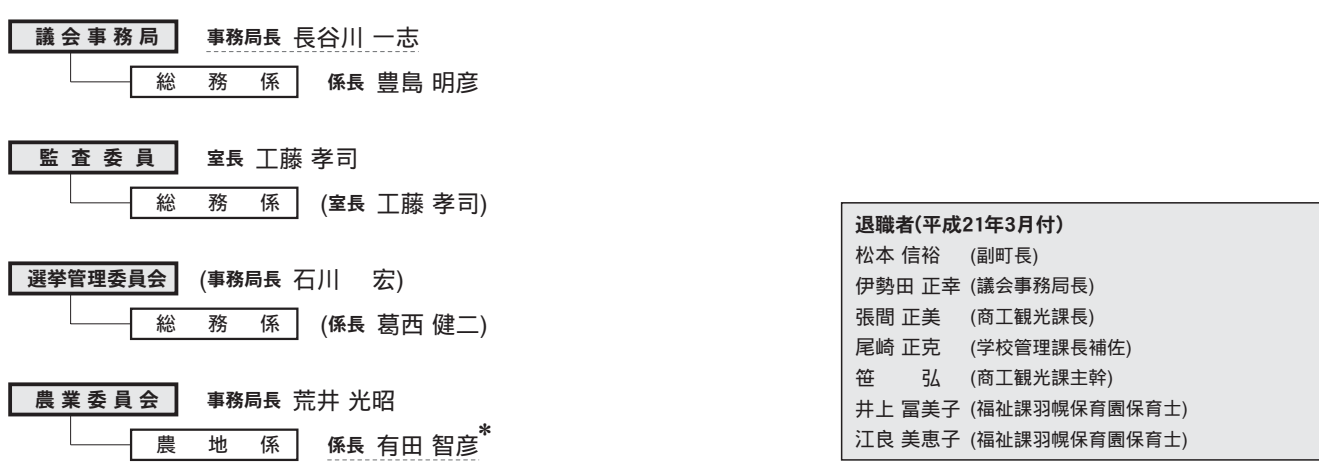 議会事務局 事務局長 長谷川 一志
総務係 係長 豊島 明彦
監査委員 室長 工藤 孝司
総務係 (室長 工藤 孝司)
選挙管理委員会 (事務局長 石川 宏)
総務係 (係長 葛西 健二)
農業委員会 事務局長 荒井 光昭
農地係 係長 有田 智彦*
退職者(平成21年3月付)
松本 信裕 (副町長)
伊勢田 正幸 (議会事務局長)
張間 正美 (商工観光課長)
尾崎 正克 (学校管理課長補佐)
笹 弘 (商工観光課主幹)
井上 冨美子 (福祉課羽幌保育園保育士)
江良 美恵子 (福祉課羽幌保育園保育士)